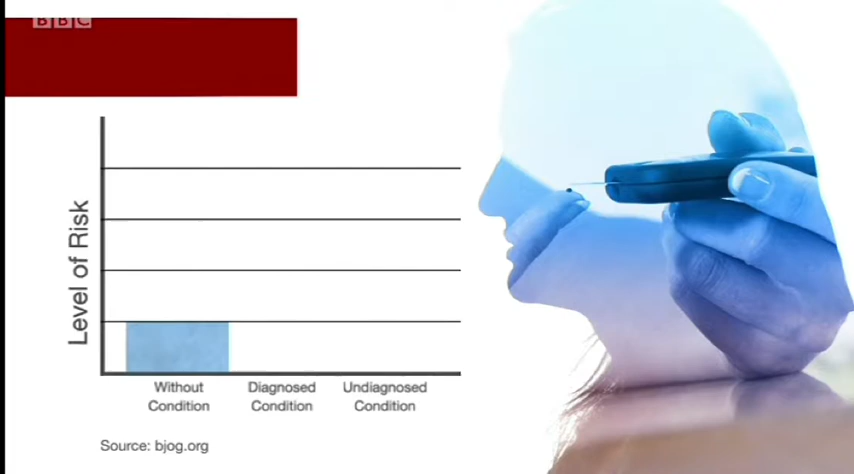 BBC
Level of Risk
Without
Condition
Diagnosed
Condition
Undiagnosed
Condition
Source: bjog.org